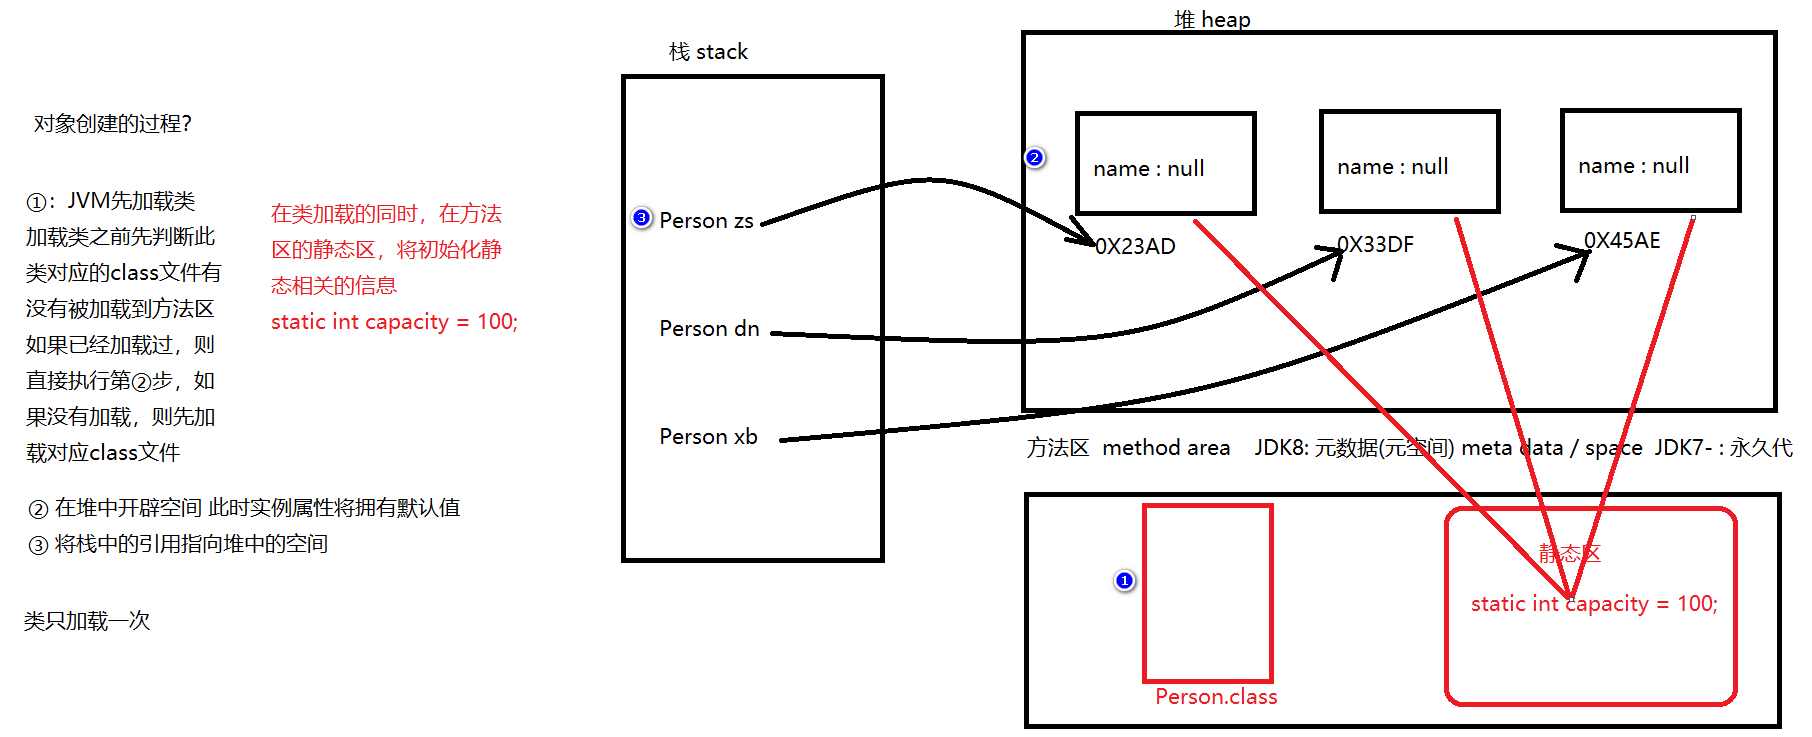 对象创建的过程?
①：JVM先加载类
加载类之前先判断此
类对应的class文件有
没有被加载到方法区
如果已经加载过，则
直接执行第②步，如
果没有加载，则先加
载对应class文件
在类加载的同时，在方法
区的静态区，将初始化静
态相关的信息
static int capacity = 100;
② 在堆中开辟空间 此时实例属性将拥有默认值
③ 将栈中的引用指向堆中的空间
类只加载一次
栈 stack
③ Person zs
Person dn
Person xb
堆 heap
②
name : null
name : null
name : null
0X23AD
0X33DF
0X45AE
方法区 method area JDK8: 元数据(元空间) meta data / space JDK7- : 永久代
①
Person.class
静态区
static int capacity = 100;